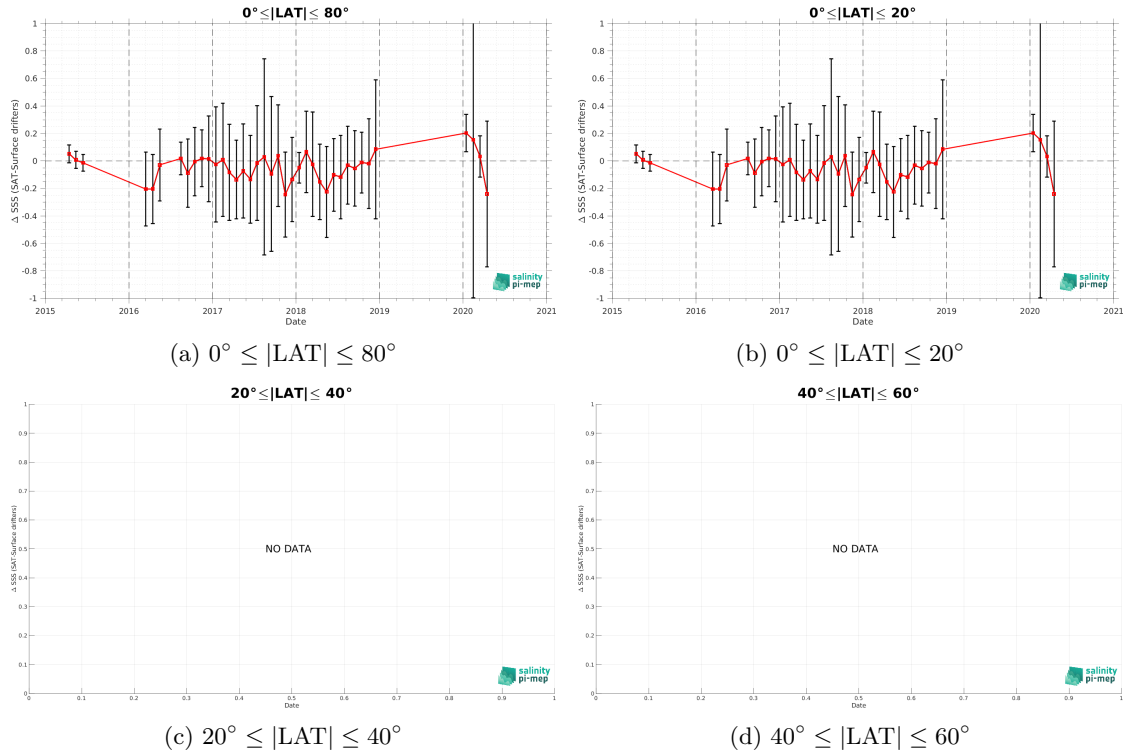 0°≤|LAT|≤ 80°
Δ SSS (SAT-Surface drifters)
1
0.8
0.6
0.4
0.2
0
-0.2
-0.4
-0.6
-0.8
-1
2015 2016 2017 2018 2019 2020 2021
Date
salinity
pi-mep
(a) 0° ≤ |LAT| ≤ 80°
0°≤|LAT|≤ 20°
Δ SSS (SAT-Surface drifters)
1
0.8
0.6
0.4
0.2
0
-0.2
-0.4
-0.6
-0.8
-1
2015 2016 2017 2018 2019 2020 2021
Date
salinity
pi-mep
(b) 0° ≤ |LAT| ≤ 20°
20°≤|LAT|≤ 40°
Δ SSS (SAT-Surface drifters)
1
0.9
0.8
0.7
0.6
0.5
0.4
0.3
0.2
0.1
0
NO DATA
0 0.1 0.2 0.3 0.4 0.5 0.6 0.7 0.8 0.9 1
Date
salinity
pi-mep
(c) 20° ≤ |LAT| ≤ 40°
40°≤|LAT|≤ 60°
Δ SSS (SAT-Surface drifters)
1
0.9
0.8
0.7
0.6
0.5
0.4
0.3
0.2
0.1
0
NO DATA
0 0.1 0.2 0.3 0.4 0.5 0.6 0.7 0.8 0.9 1
Date
salinity
pi-mep
(d) 40° ≤ |LAT| ≤ 60°